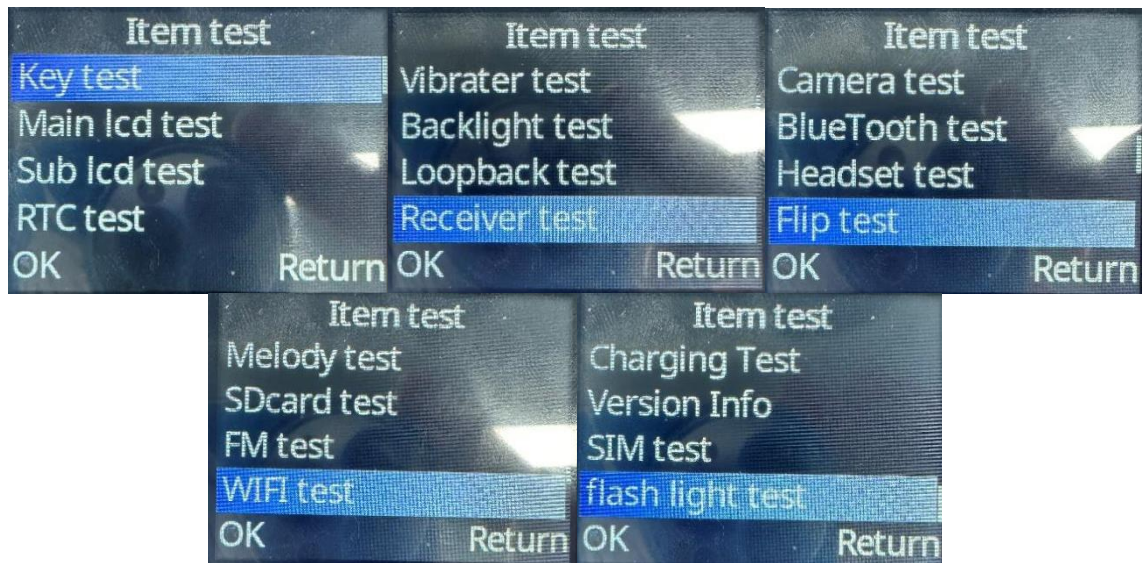 Item test
Key test
Main lcd test
Sub lcd test
RTC test
OK Return
Item test
Vibrater test
Backlight test
Loopback test
Receiver test
OK Return
Item test
Camera test
BlueTooth test
Headset test
Flip test
OK Return
Item test
Melody test
SDcard test
FM test
WIFI test
OK Return
Item test
Charging Test
Version Info
SIM test
flash light test
OK Return